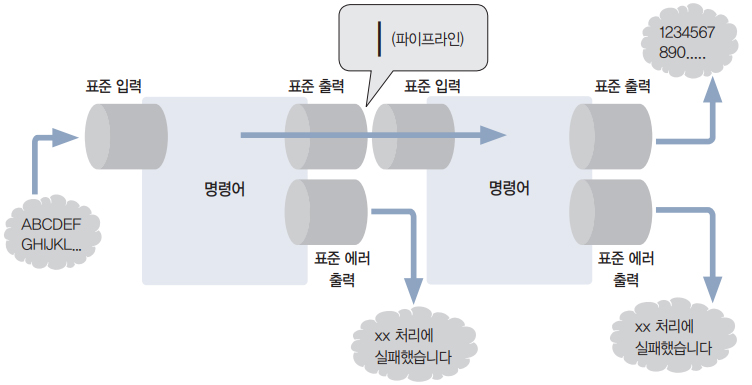 | (파이프라인)
1234567
890.....
표준 입력
표준 출력
표준 입력
표준 출력
명령어
명령어
ABCDEF
GHIJKL...
표준 에러
출력
표준 에러
출력
xx 처리에
실패했습니다
xx 처리에
실패했습니다